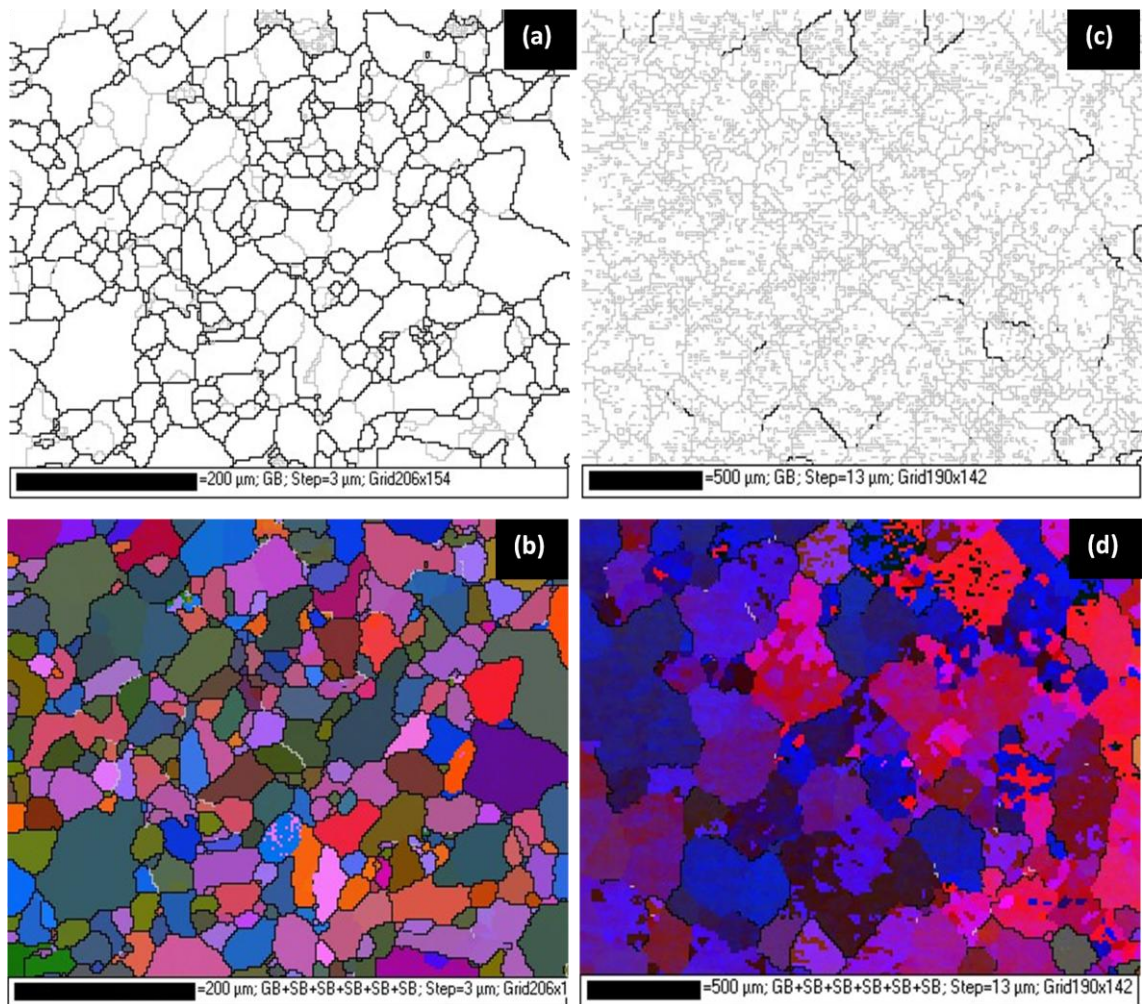 (a)
(c)
=200 µm; GB; Step=3 µm; Grid206x154
=500 µm; GB; Step=13 µm; Grid190x142
(b)
(d)
=200 µm; GB+SB+SB+SB+SB+SB; Step=3 µm; Grid206x1
=500 µm; GB+SB+SB+SB+SB+SB; Step=13 µm; Grid190x142